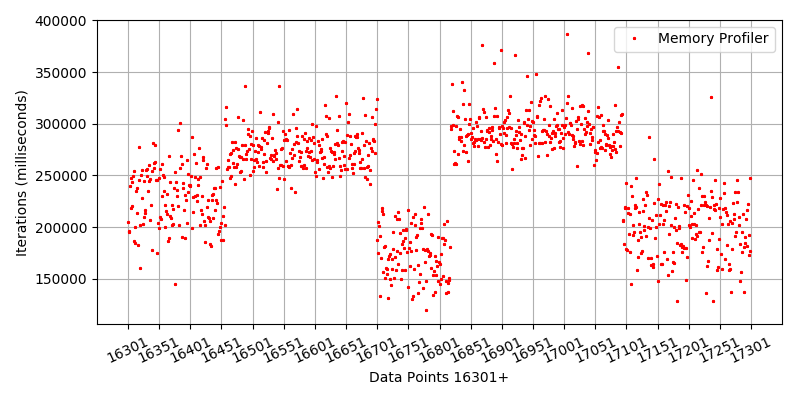 400000
Memory Profiler
350000
300000
250000
200000
150000
Iterations (milliseconds)
16301 16351 16401 16451 16501 16551 16601 16651 16701 16751 16801 16851 16901 16951 17001 17051 17101 17151 17201 17251 17301
Data Points 16301+